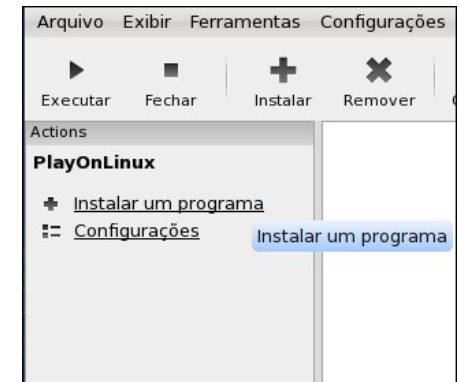 Arquivo Exibir Ferramentas Configurações
Executar Fechar Instalar Remover
Actions
PlayOnLinux
Instalar um programa
Configurações
Instalar um programa